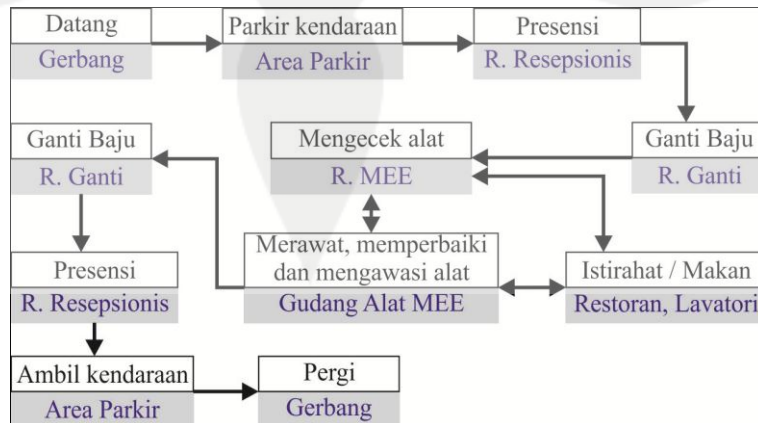 Datang
Gerbang
Parkir kendaraan
Area Parkir
Presensi
R. Resepsionis
Ganti Baju
R. Ganti
Mengecek alat
R. MEE
Ganti Baju
R. Ganti
Merawat, memperbaiki
dan mengawasi alat
Gudang Alat MEE
Istirahat / Makan
Restoran, Lavatori
Presensi
R. Resepsionis
Ambil kendaraan
Area Parkir
Pergi
Gerbang